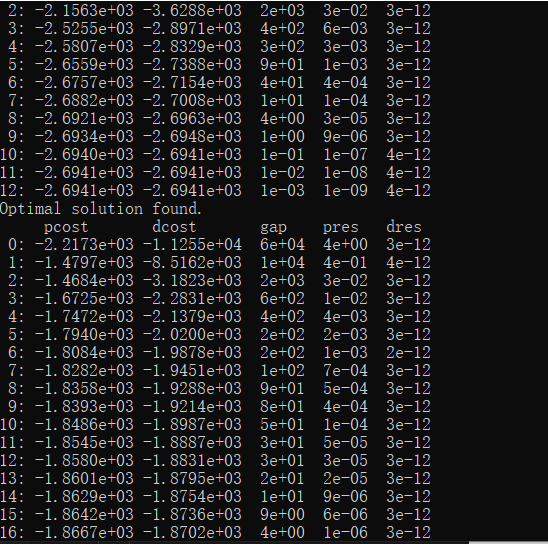 2: -2.1563e+03 -3.6288e+03  2e+03  3e-02  3e-12
3: -2.5255e+03 -2.8971e+03  4e+02  6e-03  3e-12
4: -2.5807e+03 -2.8329e+03  3e+02  3e-03  3e-12
5: -2.6559e+03 -2.7388e+03  9e+01  1e-03  3e-12
6: -2.6757e+03 -2.7154e+03  4e+01  4e-04  3e-12
7: -2.6882e+03 -2.7008e+03  1e+01  1e-04  3e-12
8: -2.6921e+03 -2.6963e+03  4e+00  3e-05  3e-12
9: -2.6934e+03 -2.6948e+03  1e+00  9e-06  3e-12
10: -2.6940e+03 -2.6941e+03  1e-01  1e-07  4e-12
11: -2.6941e+03 -2.6941e+03  1e-02  1e-08  4e-12
12: -2.6941e+03 -2.6941e+03  1e-03  1e-09  4e-12
Optimal solution found.
pcost       dcost       gap    pres   dres
0: -2.2173e+03 -1.1255e+04  6e+04  4e+00  3e-12
1: -1.4797e+03 -8.5162e+03  1e+04  4e-01  4e-12
2: -1.4684e+03 -3.1823e+03  2e+03  3e-02  3e-12
3: -1.6725e+03 -2.2831e+03  6e+02  1e-02  3e-12
4: -1.7472e+03 -2.1379e+03  4e+02  4e-03  3e-12
5: -1.7940e+03 -2.0200e+03  2e+02  2e-03  3e-12
6: -1.8084e+03 -1.9878e+03  2e+02  1e-03  2e-12
7: -1.8282e+03 -1.9451e+03  1e+02  7e-04  3e-12
8: -1.8358e+03 -1.9288e+03  9e+01  5e-04  3e-12
9: -1.8393e+03 -1.9214e+03  8e+01  4e-04  3e-12
10: -1.8486e+03 -1.8987e+03  5e+01  1e-04  3e-12
11: -1.8545e+03 -1.8887e+03  3e+01  5e-05  3e-12
12: -1.8580e+03 -1.8831e+03  3e+01  3e-05  3e-12
13: -1.8601e+03 -1.8795e+03  2e+01  2e-05  3e-12
14: -1.8629e+03 -1.8754e+03  1e+01  9e-06  3e-12
15: -1.8642e+03 -1.8736e+03  9e+00  6e-06  3e-12
16: -1.8667e+03 -1.8702e+03  4e+00  1e-06  3e-12